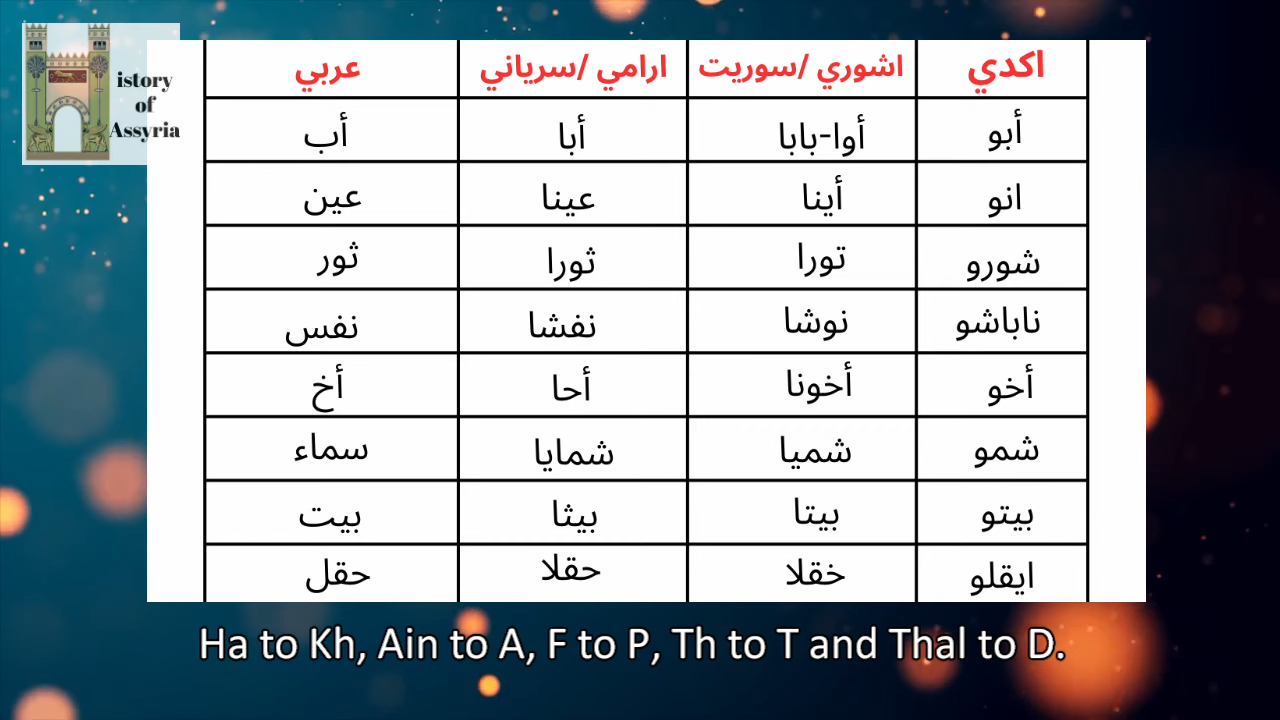 istory
of
Assyria
اكدي اشوري /سوريت ارامي /سرياني عربي
أبو أوا-بابا أبا أب
انو أينا عينا عين
شورو تورا ثورا ثور
ناباشو نوشا نفشا نفس
أخو أخونا أحا أخ
شمو شميا شمايا سماء
بيتو بيتا بيثا بيت
ايقلو خقلا حقلا حقل
Ha to Kh, Ain to A, F to P, Th to T and Thal to D.